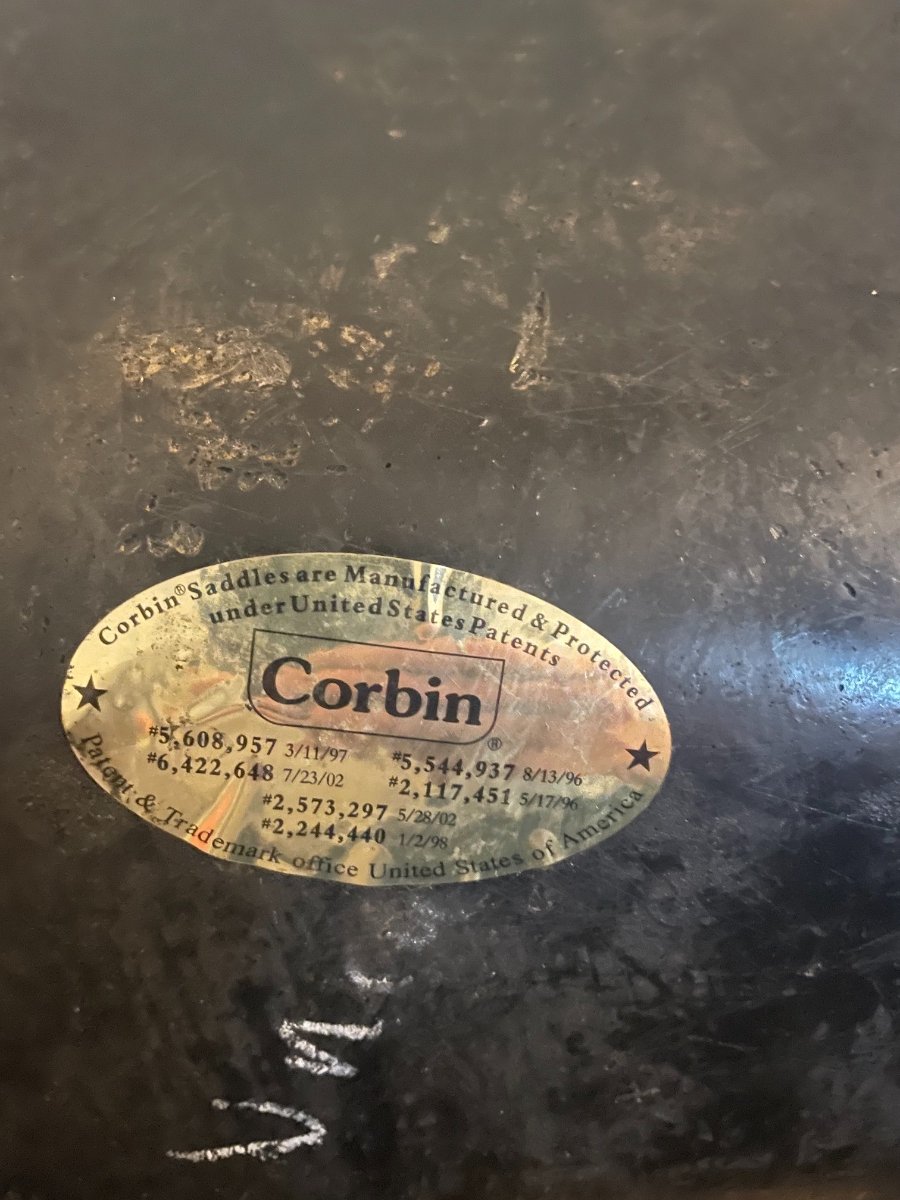 Corbin® Saddles are Manufactured & Protected
under United States Patents
Corbin®
#5,608,957 3/11/97 #5,544,937 8/13/96
#6,422,648 7/23/02 #2,117,451 5/17/96
#2,573,297 5/28/02
#2,244,440 1/2/98
Patent & Trademark office United States of America